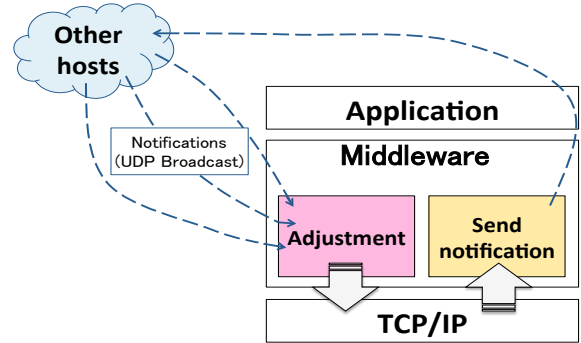 Other
hosts
Application
Notifications
(UDP Broadcast)
Middleware
Adjustment
Send
notification
TCP/IP